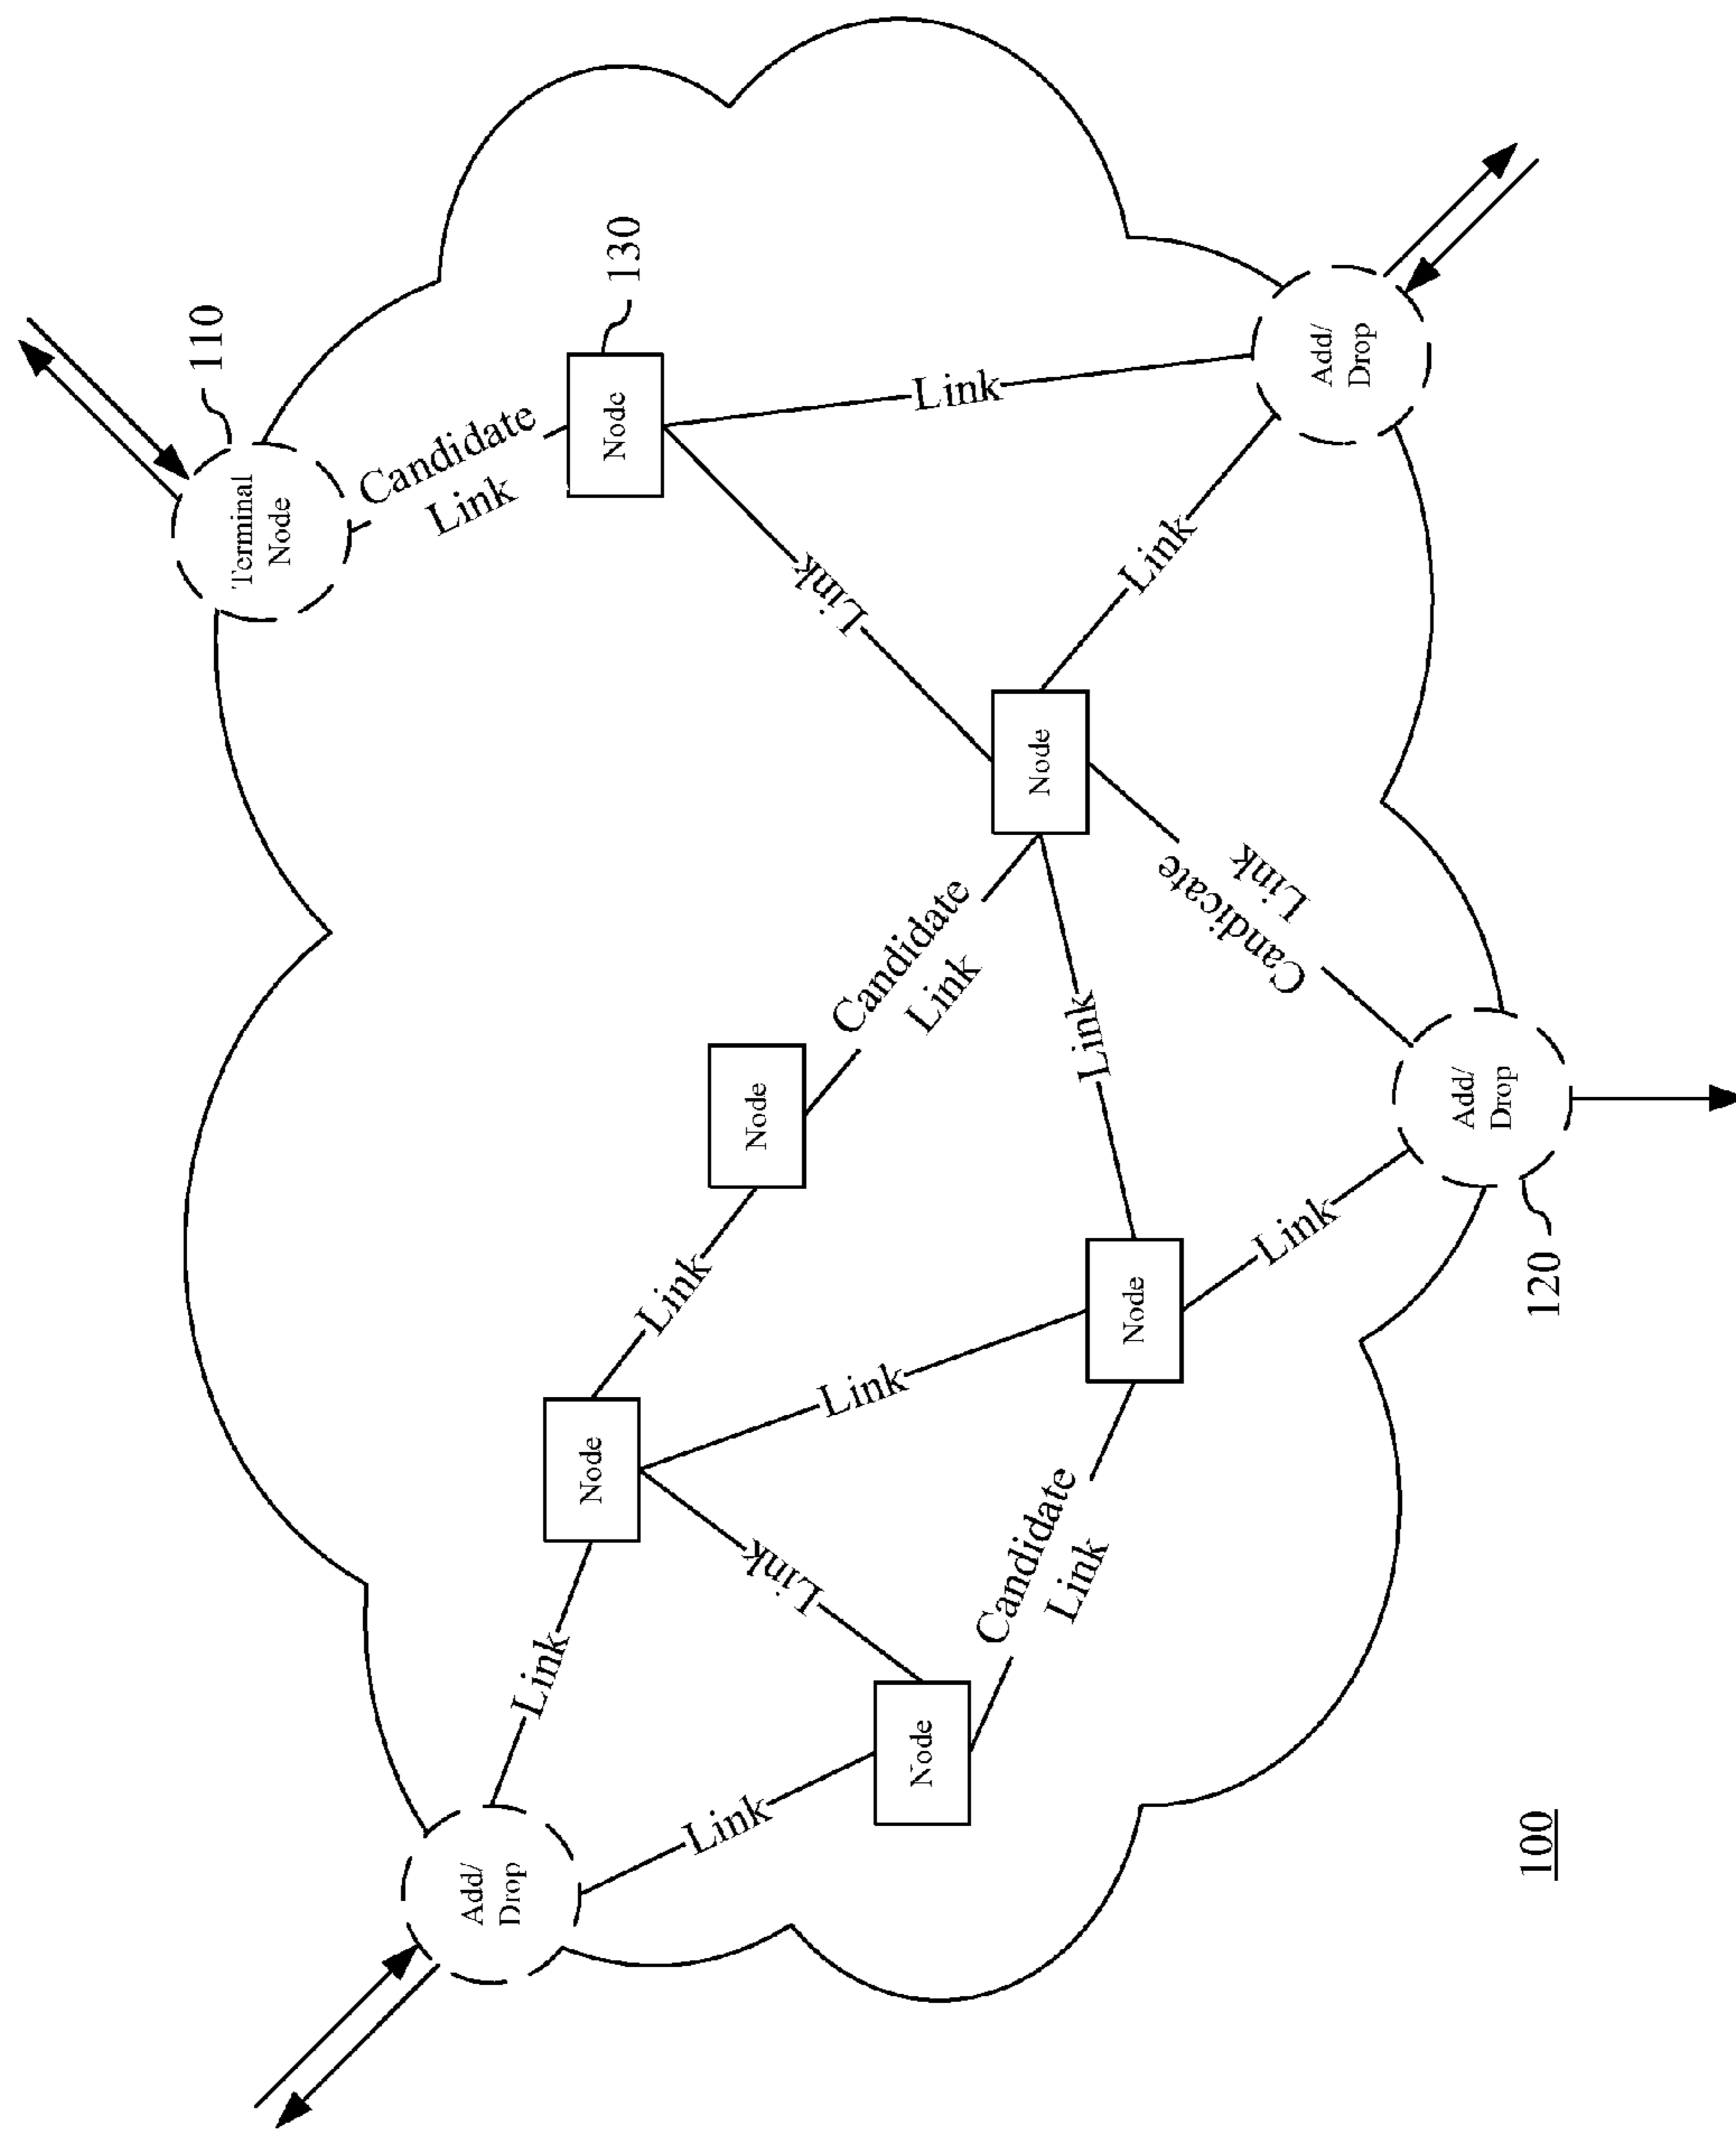 110
Terminal
Node
Candidate
Link
Add/
Drop
Link
Node
Node
130
Link
Link
Node
Link
Link
Link
Candidate
Link
Node
Link
Candidate
Link
Node
Link
Node
Link
Candicate
Link
Link
Add/
Drop
Add/
Drop
100
120